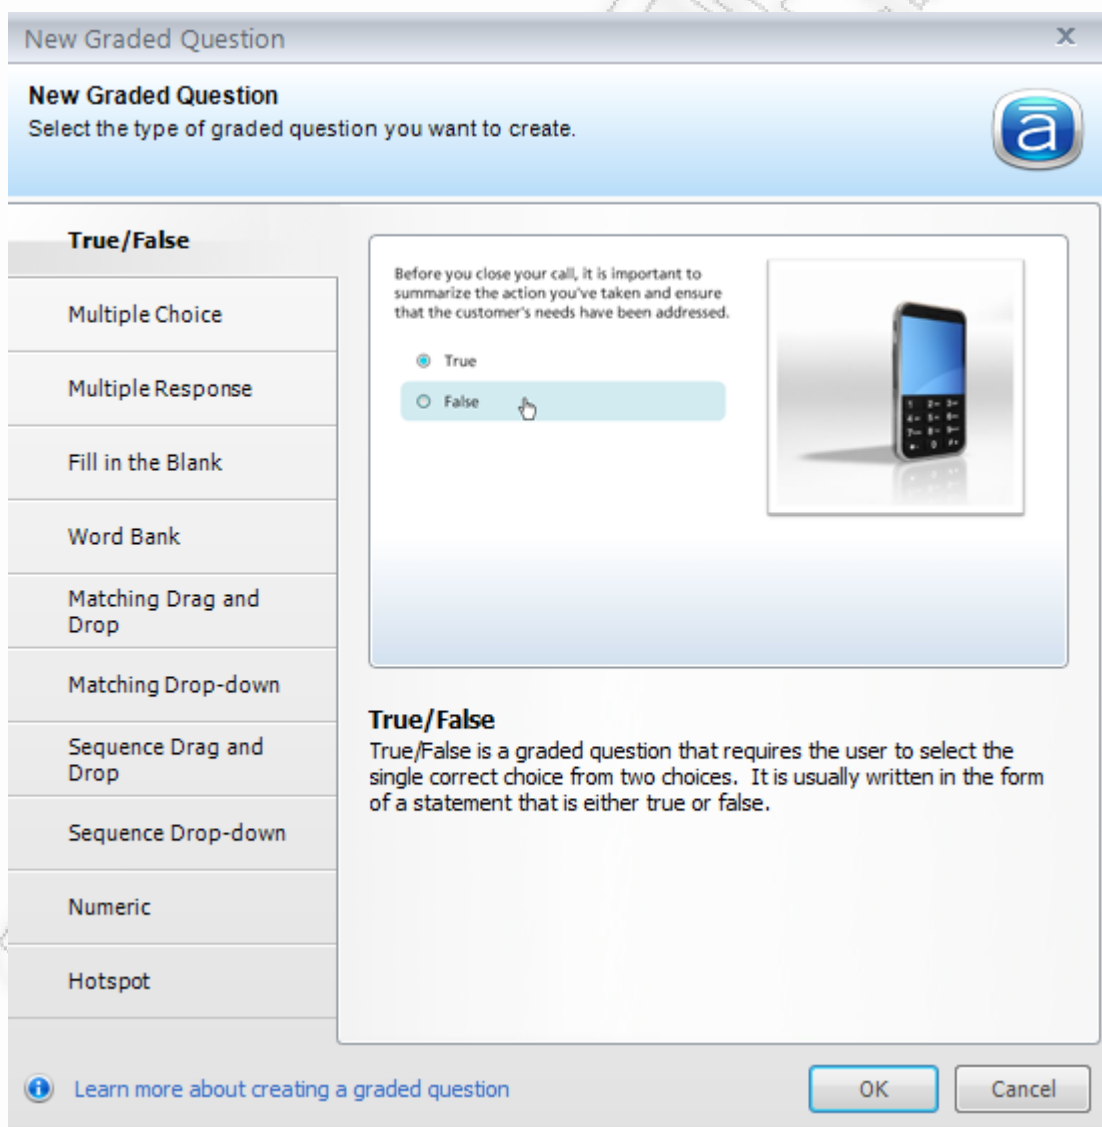 New Graded Question
x
New Graded Question
Select the type of graded question you want to create.
ā
True/False
Multiple Choice
Multiple Response
Fill in the Blank
Word Bank
Matching Drag and
Drop
Matching Drop-down
Sequence Drag and
Drop
Sequence Drop-down
Numeric
Hotspot
Before you close your call, it is important to
summarize the action you've taken and ensure
that the customer's needs have been addressed.
True
False
True/False
True/False is a graded question that requires the user to select the
single correct choice from two choices.  It is usually written in the form
of a statement that is either true or false.
Learn more about creating a graded question
OK
Cancel